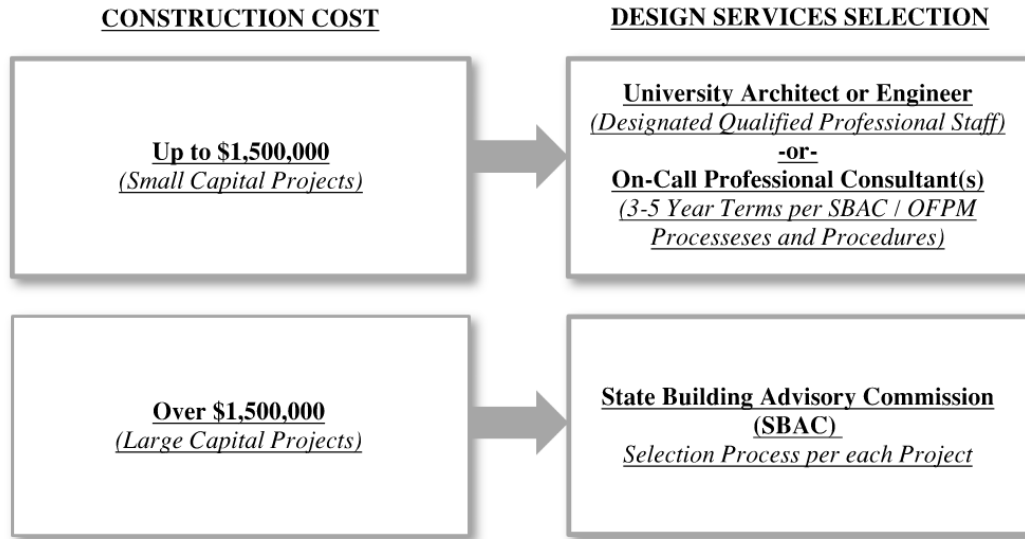 CONSTRUCTION COST
DESIGN SERVICES SELECTION
Up to $1,500,000
(Small Capital Projects)
University Architect or Engineer
(Designated Qualified Professional Staff)
-or-
On-Call Professional Consultant(s)
(3-5 Year Terms per SBAC / OFPM
Processeses and Procedures)
Over $1,500,000
(Large Capital Projects)
State Building Advisory Commission
(SBAC)
Selection Process per each Project